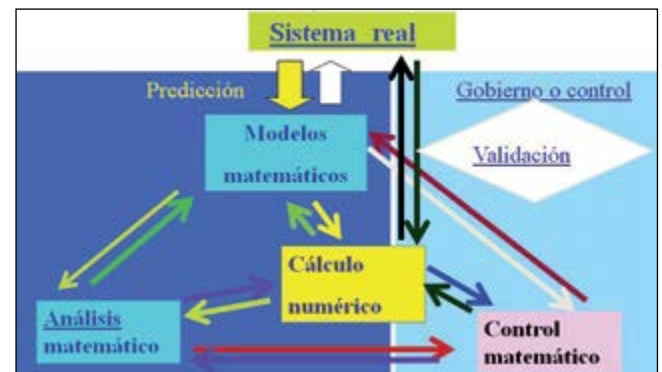 Sistema real
Predicción
Gobierno o control
Modelos
matemáticos
Validación
Cálculo
numérico
Análisis
matemático
Control
matemático